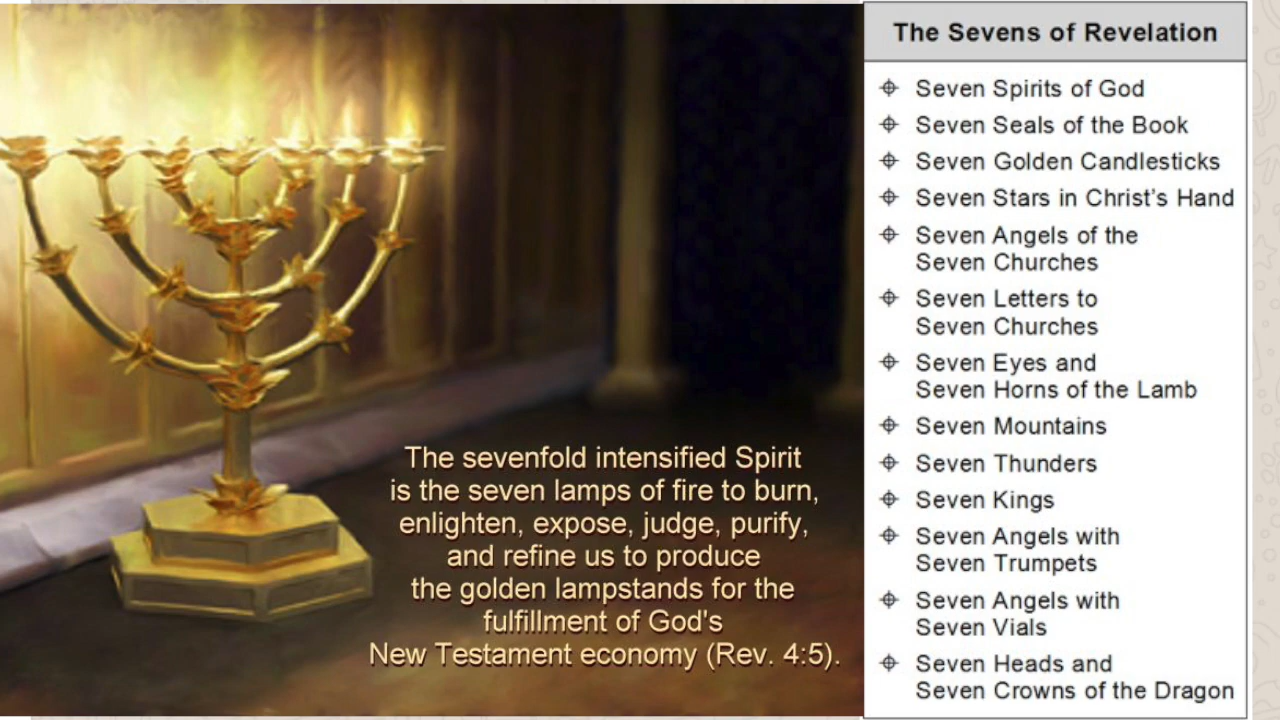 The sevenfold intensified Spirit
is the seven lamps of fire to burn,
enlighten, expose, judge, purify,
and refine us to produce
the golden lampstands for the
fulfillment of God's
New Testament economy (Rev. 4:5).
The Sevens of Revelation
Seven Spirits of God
Seven Seals of the Book
Seven Golden Candlesticks
Seven Stars in Christ’s Hand
Seven Angels of the
Seven Churches
Seven Letters to
Seven Churches
Seven Eyes and
Seven Horns of the Lamb
Seven Mountains
Seven Thunders
Seven Kings
Seven Angels with
Seven Trumpets
Seven Angels with
Seven Vials
Seven Heads and
Seven Crowns of the Dragon